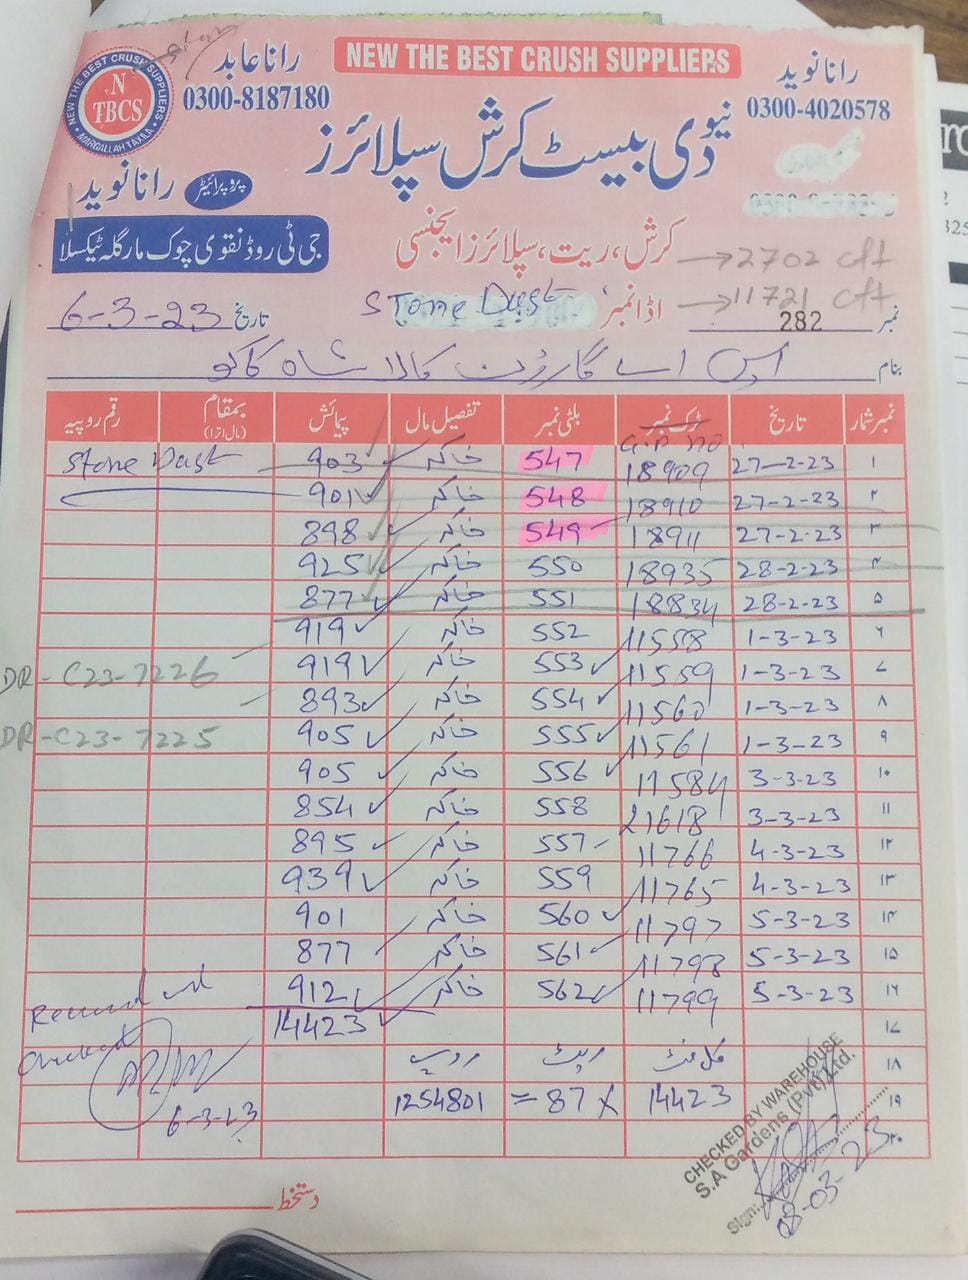 NEW THE BEST CRUSH SUPPLIERS
رانا عابد
0300-8187180
رانا نوید
0300-4020578
NEW THE BEST CRUSH SUPPLIERS
N
TBCS
MARGALLAH TAXILA
نیو دی بیسٹ کرش سپلائرز
پروپرائیٹر رانا نوید
جی ٹی روڈ نقوی چوک مارگلہ ٹیکسلا
کرش، ریت، سپلائرز ایجنسی
→ 2702 cft
اڈا نمبر
Stone Dust
→ 11721 cft
نمبر 282
تاریخ 6-3-23
بنام ایس اے گارڈن کالا شاہ کاکو
نمبر شمار تاریخ ٹرک نمبر بلٹی نمبر تفصیل مال پیمائش بمقام (مال اترا) رقم روپیہ
G.P. no
۱ 27-2-23 18909 547 خاکہ 903 Stone Dust
۲ 27-2-23 18910 548 خاکہ 901
۳ 27-2-23 18911 549 خاکہ 898
۴ 28-2-23 18935 550 خاکہ 925
۵ 28-2-23 18834 551 خاکہ 877
۶ 1-3-23 11558 552 خاکہ 919
۷ 1-3-23 11559 553 خاکہ 919
DR-C23-7226
۸ 1-3-23 11560 554 خاکہ 893
۹ 1-3-23 11561 555 خاکہ 905
DR-C23-7225
۱۰ 3-3-23 11584 556 خاکہ 905
۱۱ 3-3-23 21618 558 خاکہ 854
۱۲ 4-3-23 11766 557 خاکہ 895
۱۳ 4-3-23 11765 559 خاکہ 939
۱۴ 5-3-23 11797 560 خاکہ 901
۱۵ 5-3-23 11798 561 خاکہ 877
۱۶ 5-3-23 11799 562 خاکہ 912
۱۷ 14423
۱۸ کل فٹ ریٹ روپے
۱۹ 14423 × 87 = 1254801
۲۰
Received and
Checked
6-3-23
CHECKED BY WAREHOUSE
S.A Gardens (Pvt) Ltd.
Sign:
08-03-23
دستخط